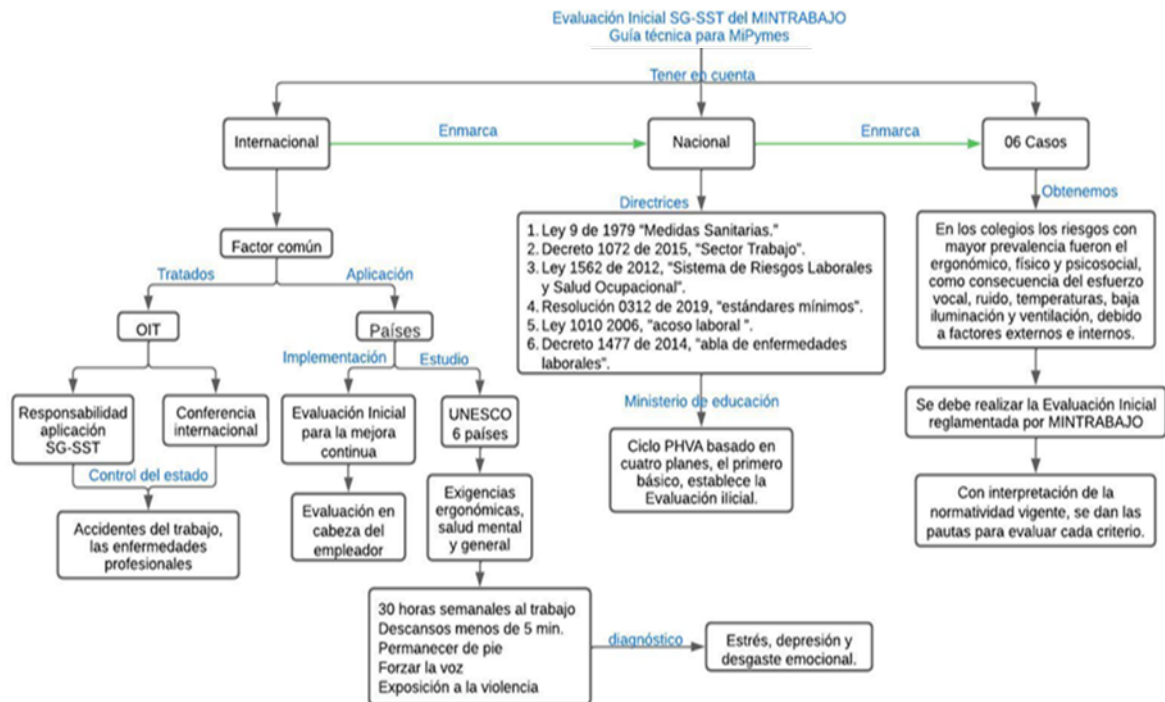 Evaluación Inicial SG-SST del MINTRABAJO
Guía técnica para MiPymes
Tener en cuenta
Internacional
Enmarca
Nacional
Enmarca
06 Casos
Factor común
Tratados
Aplicación
OIT
Países
Implementación
Estudio
Responsabilidad
aplicación
SG-SST
Conferencia
internacional
Control del estado
Accidentes del trabajo,
las enfermedades
profesionales
Evaluación Inicial
para la mejora
continua
Evaluación en
cabeza del
empleador
UNESCO
6 países
Exigencias
ergonómicas,
salud mental
y general
30 horas semanales al trabajo
Descansos menos de 5 min.
Permanecer de pie
Forzar la voz
Exposición a la violencia
diagnóstico
Estrés, depresión y
desgaste emocional.
Directrices
1. Ley 9 de 1979 "Medidas Sanitarias."
2. Decreto 1072 de 2015, "Sector Trabajo".
3. Ley 1562 de 2012, "Sistema de Riesgos Laborales
y Salud Ocupacional".
4. Resolución 0312 de 2019, "estándares mínimos".
5. Ley 1010 2006, "acoso laboral ".
6. Decreto 1477 de 2014, "abla de enfermedades
laborales".
Ministerio de educación
Ciclo PHVA basado en
cuatro planes, el primero
básico, establece la
Evaluación ilicial.
Obtenemos
En los colegios los riesgos con
mayor prevalencia fueron el
ergonómico, físico y psicosocial,
como consecuencia del esfuerzo
vocal, ruido, temperaturas, baja
iluminación y ventilación, debido
a factores externos e internos.
Se debe realizar la Evaluación Inicial
reglamentada por MINTRABAJO
Con interpretación de la
normatividad vigente, se dan las
pautas para evaluar cada criterio.